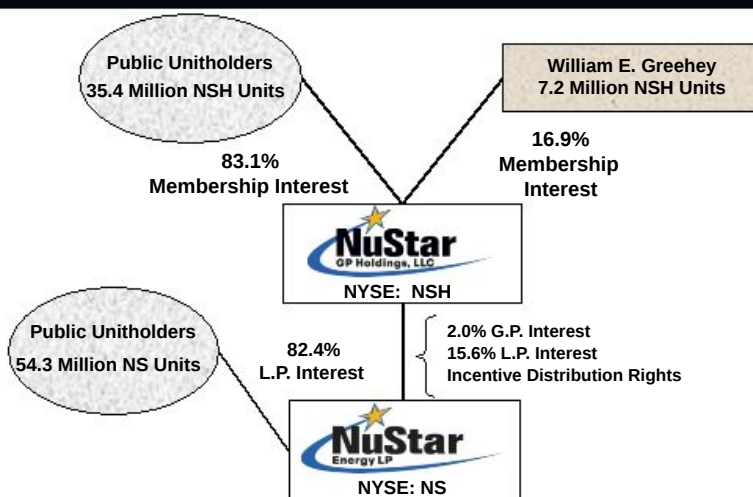 Public Unitholders
35.4 Million NSH Units
William E. Greehey
7.2 Million NSH Units
83.1%
Membership Interest
16.9%
Membership
Interest
NuStar
GP Holdings, LLC
NYSE: NSH
Public Unitholders
54.3 Million NS Units
82.4%
L.P. Interest
2.0% G.P. Interest
15.6% L.P. Interest
Incentive Distribution Rights
NuStar
Energy LP
NYSE: NS